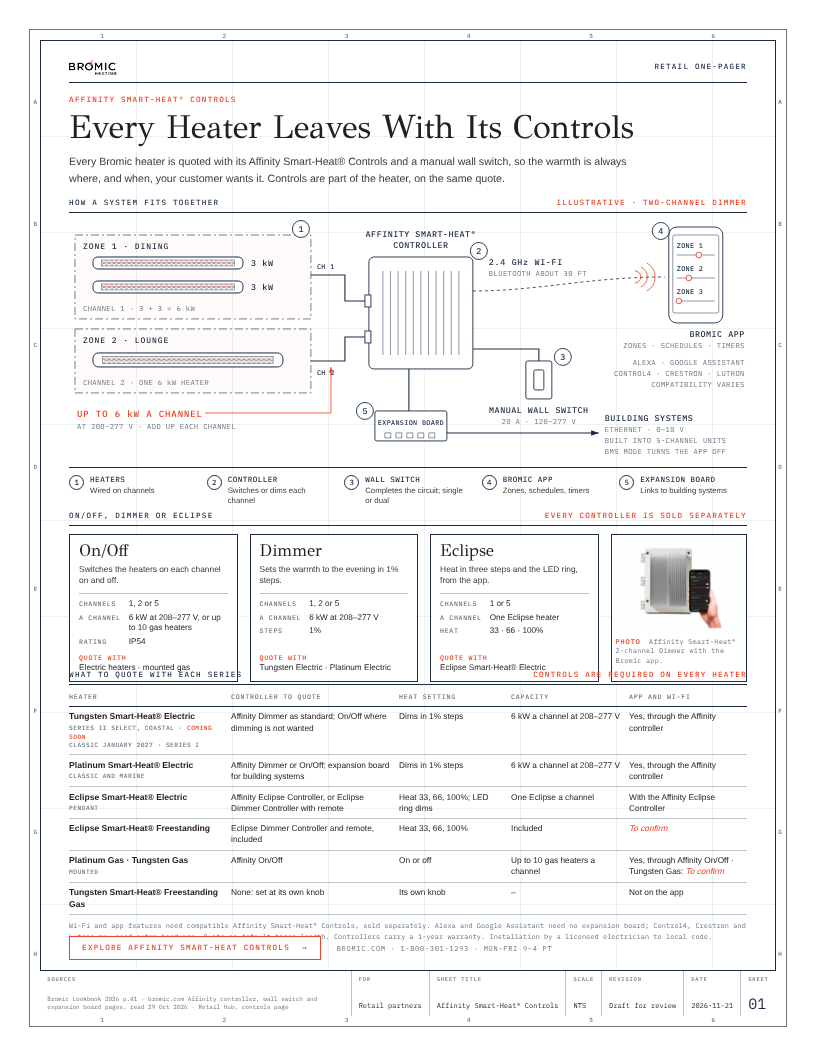 1 2 3 4 5 6
BROMIC
HEATING
RETAIL ONE-PAGER
AFFINITY SMART-HEAT® CONTROLS
Every Heater Leaves With Its Controls
Every Bromic heater is quoted with its Affinity Smart-Heat® Controls and a manual wall switch, so the warmth is always
where, and when, your customer wants it. Controls are part of the heater, on the same quote.
HOW A SYSTEM FITS TOGETHER
ILLUSTRATIVE · TWO-CHANNEL DIMMER
1
ZONE 1 · DINING
3 kW
3 kW
CHANNEL 1 · 3 + 3 = 6 kW
CH 1
ZONE 2 · LOUNGE
CHANNEL 2 · ONE 6 kW HEATER
CH 2
UP TO 6 kW A CHANNEL
AT 208–277 V · ADD UP EACH CHANNEL
AFFINITY SMART-HEAT®
CONTROLLER
2
2.4 GHz WI-FI
BLUETOOTH ABOUT 30 FT
4
ZONE 1
ZONE 2
ZONE 3
BROMIC APP
ZONES · SCHEDULES · TIMERS
ALEXA · GOOGLE ASSISTANT
CONTROL4 · CRESTRON · LUTRON
COMPATIBILITY VARIES
3
MANUAL WALL SWITCH
20 A · 120–277 V
5
EXPANSION BOARD
BUILDING SYSTEMS
ETHERNET · 0–10 V
BUILT INTO 5-CHANNEL UNITS
BMS MODE TURNS THE APP OFF
1 HEATERS
Wired on channels
2 CONTROLLER
Switches or dims each
channel
3 WALL SWITCH
Completes the circuit; single
or dual
4 BROMIC APP
Zones, schedules, timers
5 EXPANSION BOARD
Links to building systems
ON/OFF, DIMMER OR ECLIPSE
EVERY CONTROLLER IS SOLD SEPARATELY
On/Off
Switches the heaters on each channel
on and off.
CHANNELS 1, 2 or 5
A CHANNEL 6 kW at 208–277 V, or up
to 10 gas heaters
RATING IP54
QUOTE WITH
Electric heaters · mounted gas
Dimmer
Sets the warmth to the evening in 1%
steps.
CHANNELS 1, 2 or 5
A CHANNEL 6 kW at 208–277 V
STEPS 1%
QUOTE WITH
Tungsten Electric · Platinum Electric
Eclipse
Heat in three steps and the LED ring,
from the app.
CHANNELS 1 or 5
A CHANNEL One Eclipse heater
HEAT 33 · 66 · 100%
QUOTE WITH
Eclipse Smart-Heat® Electric
PHOTO Affinity Smart-Heat®
2-channel Dimmer with the
Bromic app.
WHAT TO QUOTE WITH EACH SERIES
CONTROLS ARE REQUIRED ON EVERY HEATER
HEATER CONTROLLER TO QUOTE HEAT SETTING CAPACITY APP AND WI-FI
Tungsten Smart-Heat® Electric
SERIES II SELECT, COASTAL · COMING
SOON
CLASSIC JANUARY 2027 · SERIES I
Affinity Dimmer as standard; On/Off where
dimming is not wanted
Dims in 1% steps
6 kW a channel at 208–277 V
Yes, through the Affinity
controller
Platinum Smart-Heat® Electric
CLASSIC AND MARINE
Affinity Dimmer or On/Off; expansion board
for building systems
Dims in 1% steps
6 kW a channel at 208–277 V
Yes, through the Affinity
controller
Eclipse Smart-Heat® Electric
PENDANT
Affinity Eclipse Controller, or Eclipse
Dimmer Controller with remote
Heat 33, 66, 100%; LED
ring dims
One Eclipse a channel
With the Affinity Eclipse
Controller
Eclipse Smart-Heat® Freestanding
Eclipse Dimmer Controller and remote,
included
Heat 33, 66, 100%
Included
To confirm
Platinum Gas · Tungsten Gas
MOUNTED
Affinity On/Off
On or off
Up to 10 gas heaters a
channel
Yes, through Affinity On/Off ·
Tungsten Gas: To confirm
Tungsten Smart-Heat® Freestanding
Gas
None: set at its own knob
Its own knob
–
Not on the app
Wi-Fi and app features need compatible Affinity Smart-Heat® Controls, sold separately. Alexa and Google Assistant need no expansion board; Control4, Crestron and
Controllers carry a 1-year warranty. Installation by a licensed electrician to local code.
EXPLORE AFFINITY SMART-HEAT CONTROLS →
BROMIC.COM · 1-800-301-1293 · MON–FRI 9–4 PT
SOURCES
Bromic Lookbook 2026 p.41 · bromic.com Affinity controller, wall switch and
expansion board pages, read 29 Oct 2026 · Retail Hub, controls page
FOR
Retail partners
SHEET TITLE
Affinity Smart-Heat® Controls
SCALE
NTS
REVISION
Draft for review
DATE
2026-11-21
SHEET
01
1 2 3 4 5 6
A A
B B
C C
D D
E E
F F
G G
H H